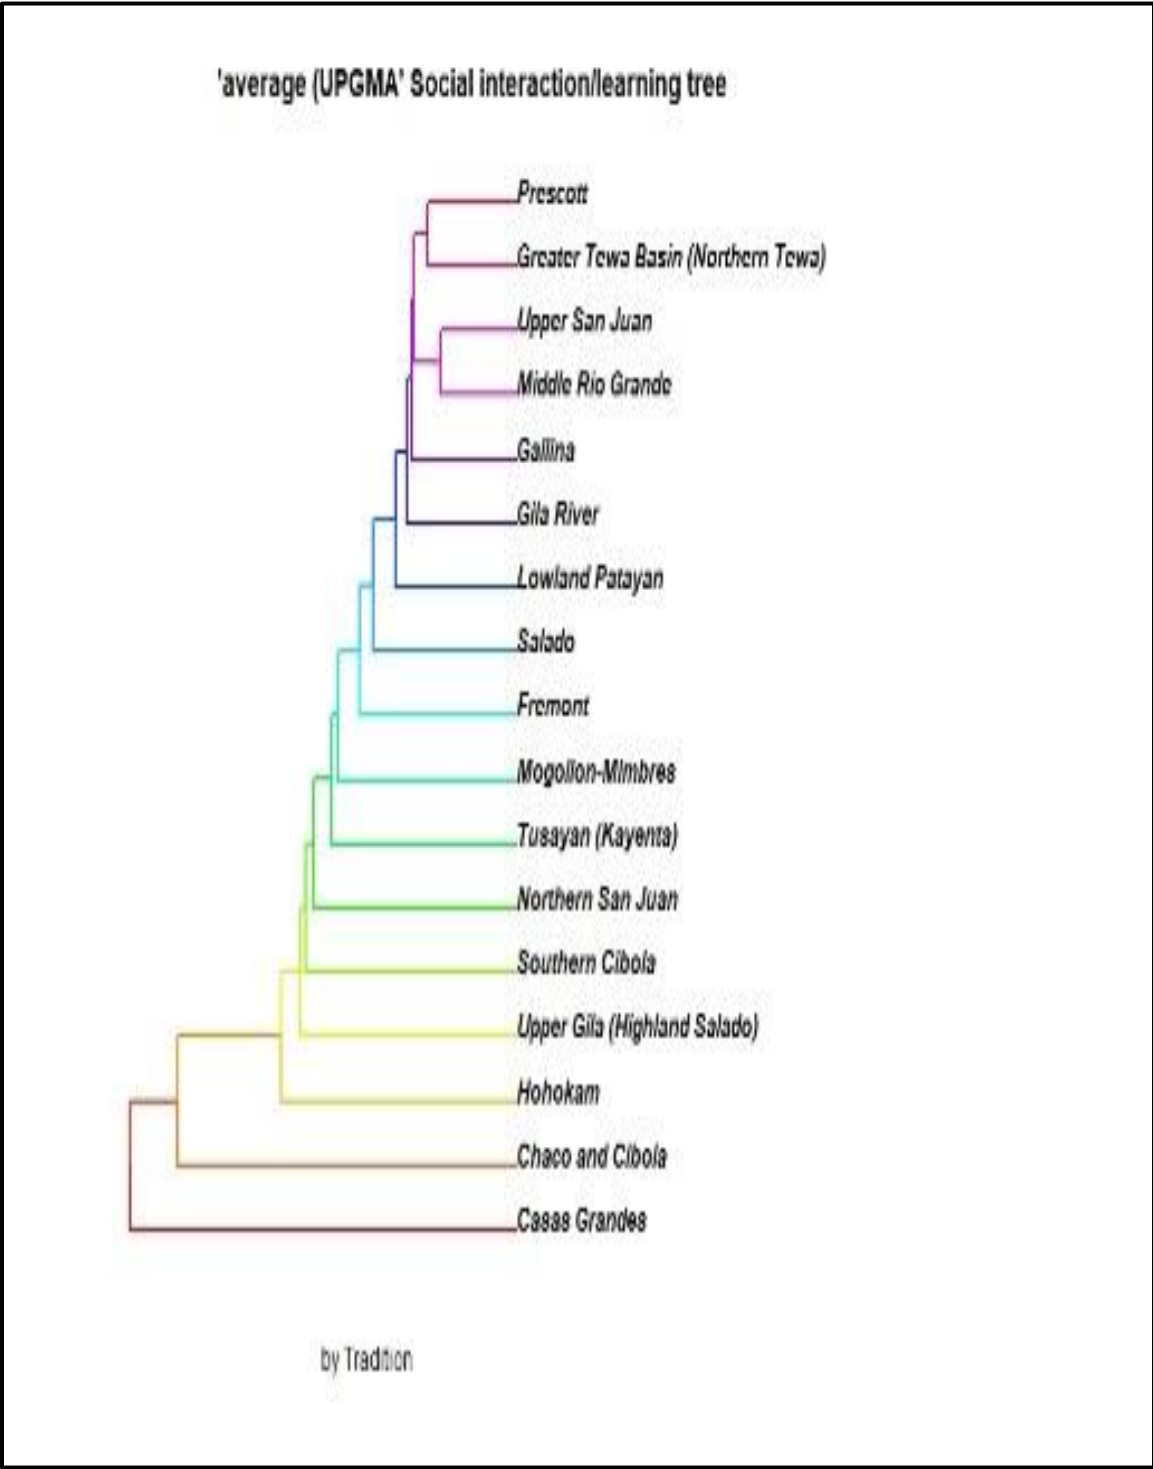 'average (UPGMA' Social interaction/learning tree
Prescott
Greater Tewa Basin (Northern Tewa)
Upper San Juan
Middle Rio Grande
Gallina
Gila River
Lowland Patayan
Salado
Fremont
Mogollon-Mimbres
Tusayan (Kayenta)
Northern San Juan
Southern Cibola
Upper Gila (Highland Salado)
Hohokam
Chaco and Cibola
Casas Grandes
by Tradition